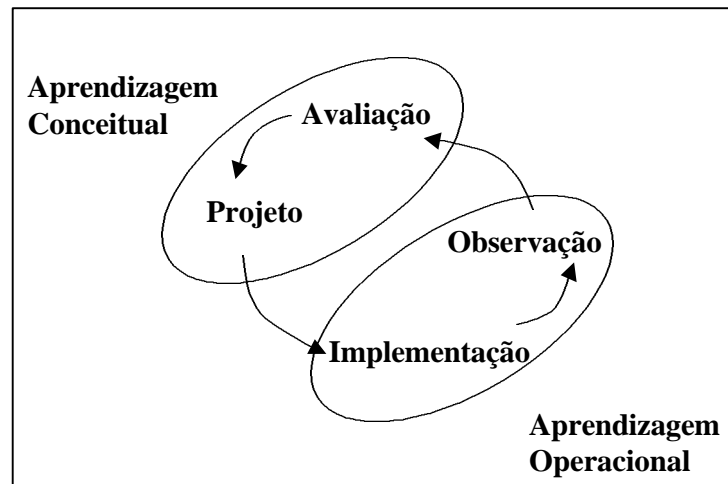 Aprendizagem
Conceitual
Avaliação
Projeto
Observação
Implementação
Aprendizagem
Operacional